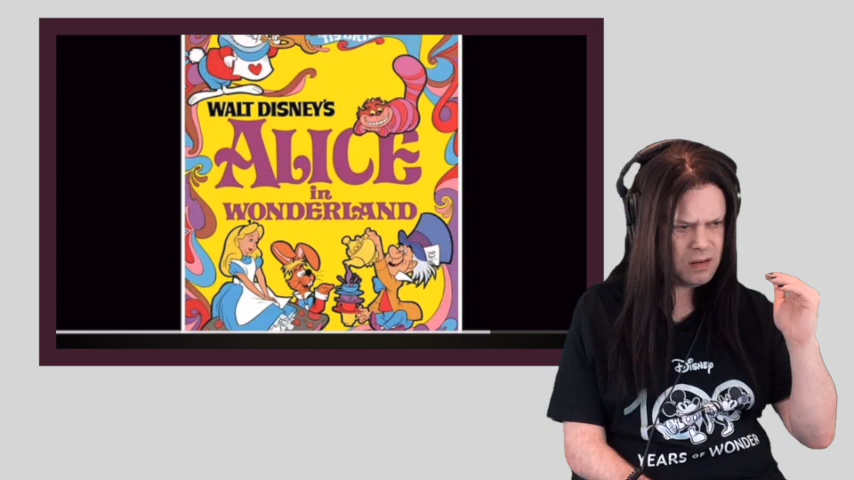 WALT DISNEY'S
ALICE
in
WONDERLAND
Disney
100
YEARS OF WONDER